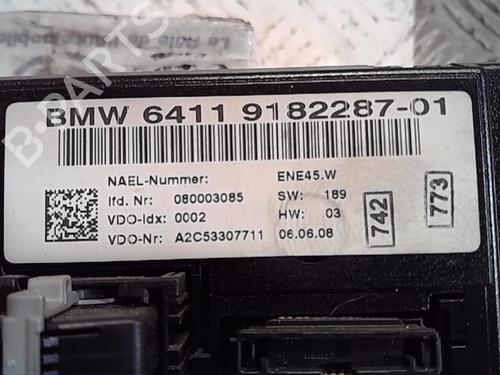 BMW 6411 9182287-01
NAEL-Nummer: ENE45.W
lfd. Nr: 080003085 SW: 189
VDO-Idx: 0002 HW: 03
VDO-Nr: A2C53307711 06.06.08
742
773
B-PARTS